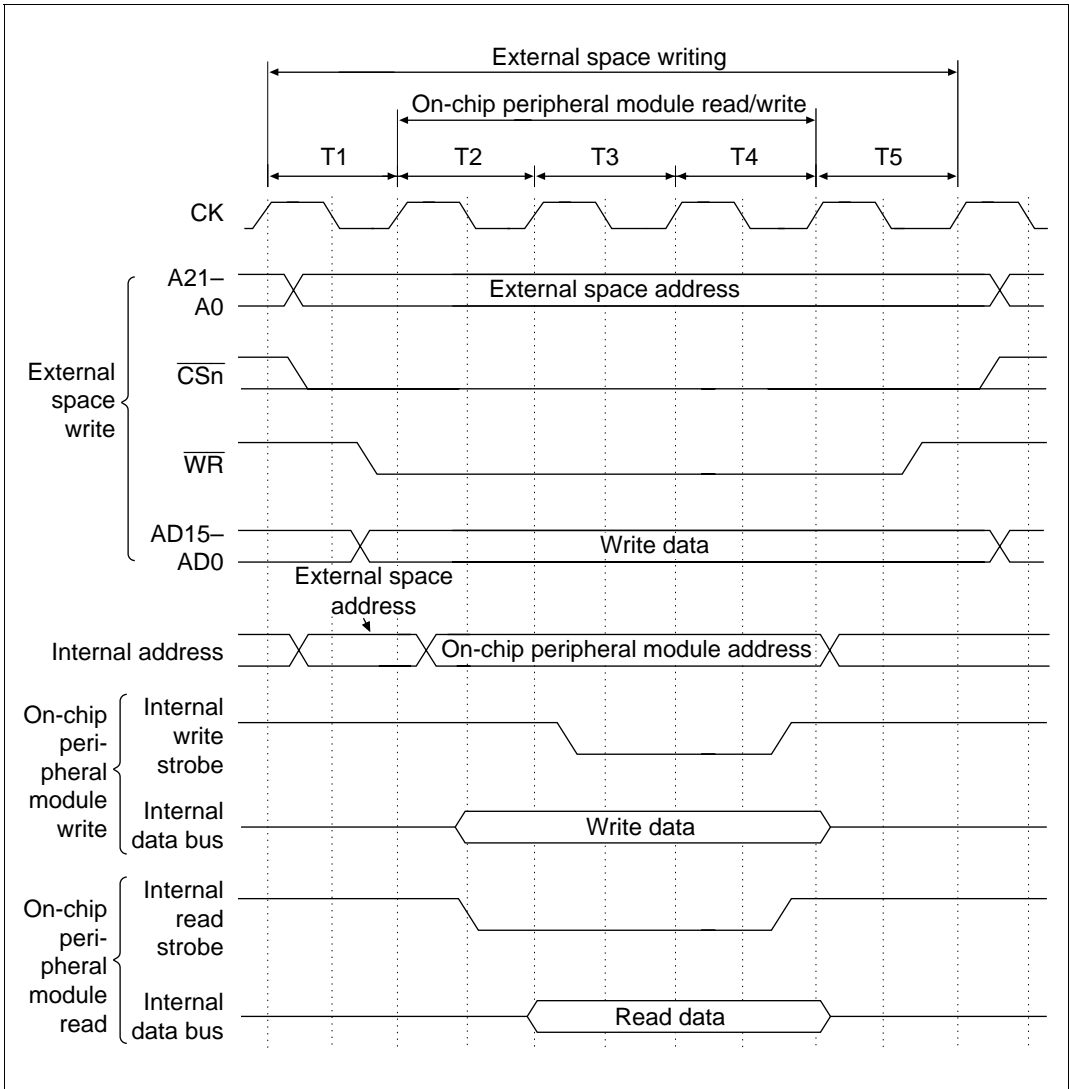 External space writing
On-chip peripheral module read/write
T1 T2 T3 T4 T5
CK
A21–
A0
External space address
CSn
External
space
write
WR
AD15–
AD0
Write data
External space
address
Internal address
On-chip peripheral module address
On-chip
peri-
pheral
module
write
Internal
write
strobe
Internal
data bus
Write data
On-chip
peri-
pheral
module
read
Internal
read
strobe
Internal
data bus
Read data